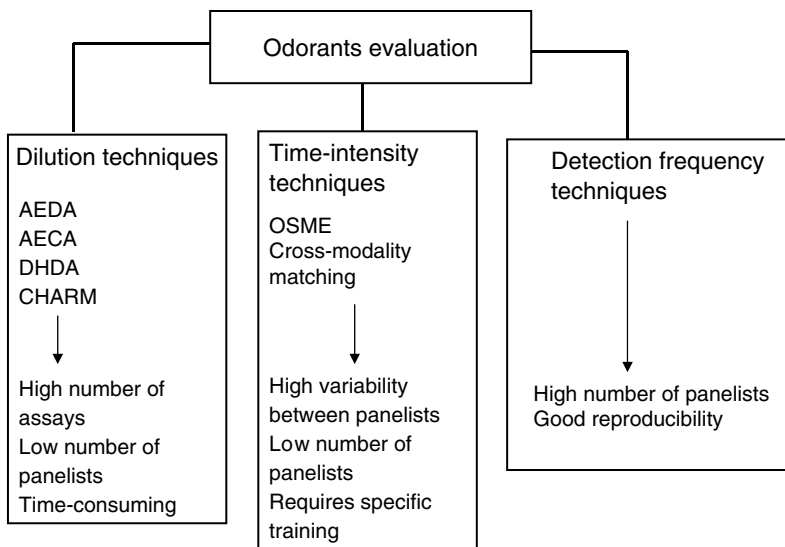 Odorants evaluation
Dilution techniques
AEDA
AECA
DHDA
CHARM
High number of
assays
Low number of
panelists
Time-consuming
Time-intensity
techniques
OSME
Cross-modality
matching
High variability
between panelists
Low number of
panelists
Requires specific
training
Detection frequency
techniques
High number of panelists
Good reproducibility